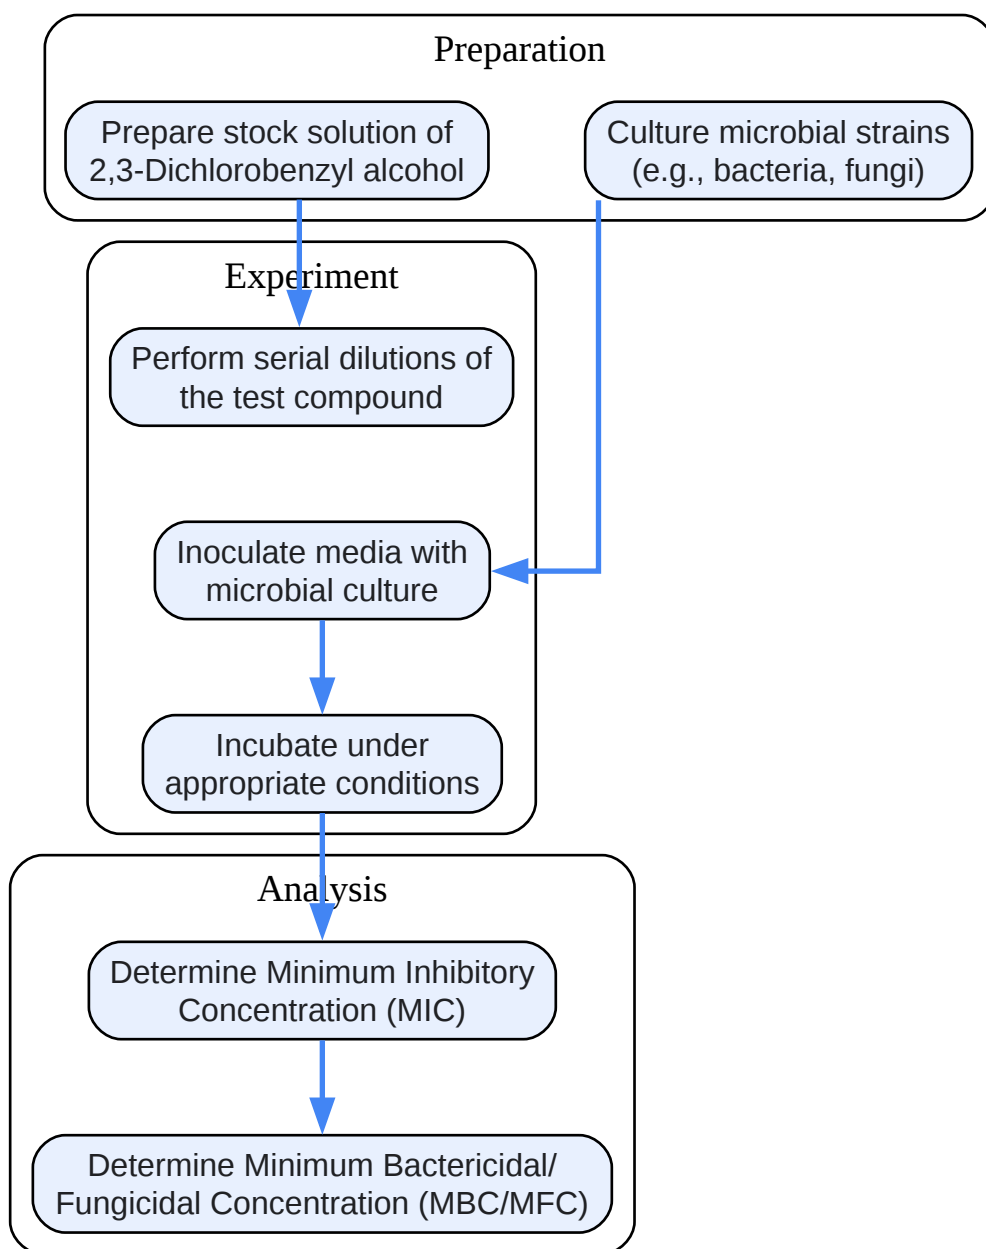 Preparation
Prepare stock solution of
2,3-Dichlorobenzyl alcohol
Culture microbial strains
(e.g., bacteria, fungi)
Experiment
Perform serial dilutions of
the test compound
Inoculate media with
microbial culture
Incubate under
appropriate conditions
Analysis
Determine Minimum Inhibitory
Concentration (MIC)
Determine Minimum Bactericidal/
Fungicidal Concentration (MBC/MFC)